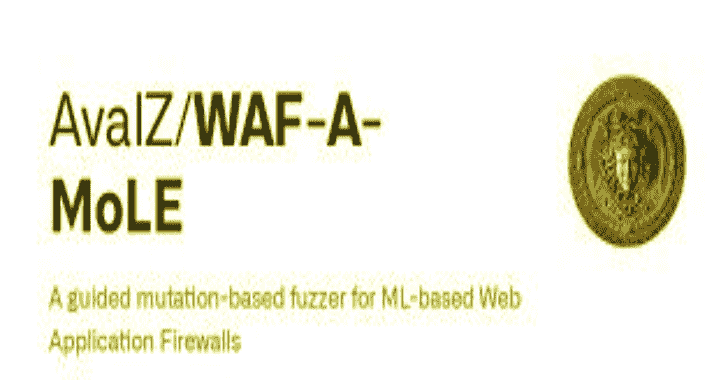 AvalZ/WAF-A-
MoLE
A guided mutation-based fuzzer for ML-based Web
Application Firewalls